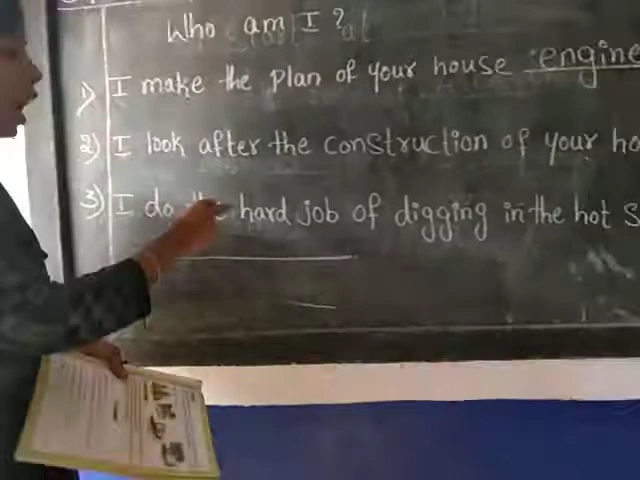 Who am I ?
1) I make the plan of your house engine
2) I look after the construction of your ho
3) I do the hard job of digging in the hot S